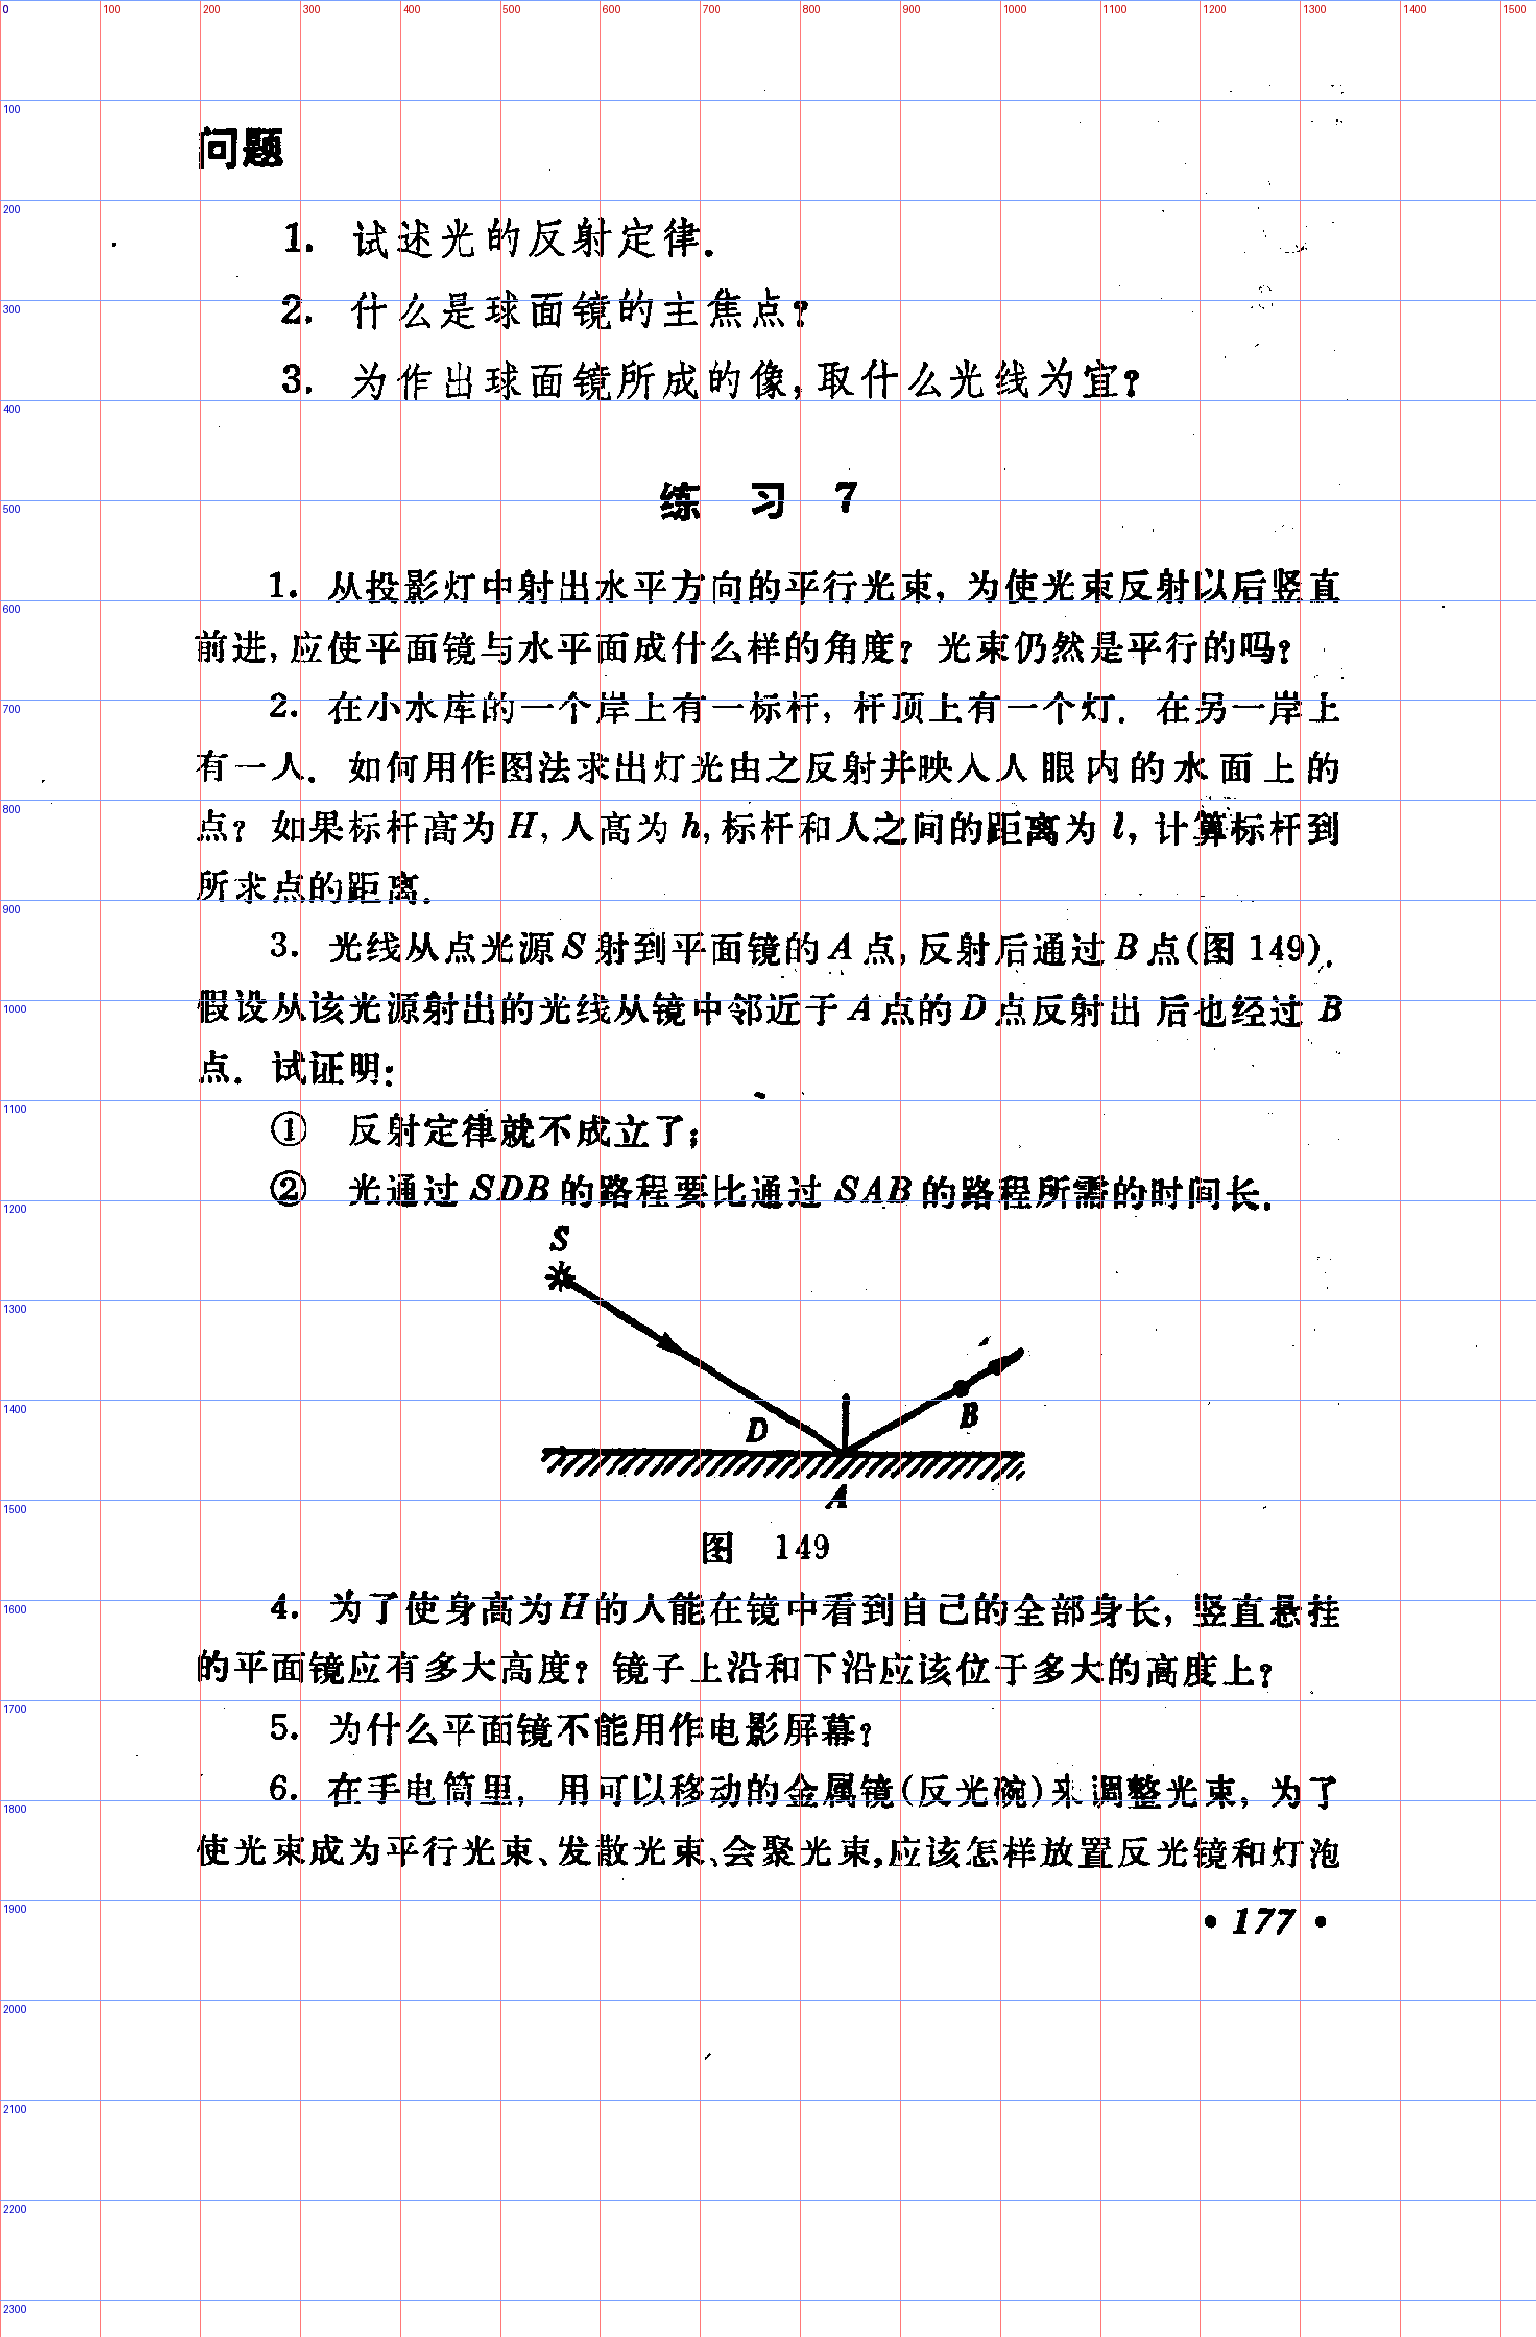 问题
1. 试述光的反射定律.
2. 什么是球面镜的主焦点?
3. 为作出球面镜所成的像,取什么光线为宜?
练 习 7
1. 从投影灯中射出水平方向的平行光束, 为使光束反射以后竖直
前进, 应使平面镜与水平面成什么样的角度? 光束仍然是平行的吗?
2. 在小水库的一个岸上有一标杆, 杆顶上有一个灯. 在另一岸上
有一人. 如何用作图法求出灯光由之反射并映入人眼内的水面上的
点? 如果标杆高为 H, 人高为 h, 标杆和人之间的距离为 l, 计算标杆到
所求点的距离.
3. 光线从点光源 S 射到平面镜的 A 点, 反射后通过 B 点(图 149).
假设从该光源射出的光线从镜中邻近于 A 点的 D 点反射出后也经过 B
点. 试证明:
① 反射定律就不成立了;
② 光通过 SDB 的路程要比通过 SAB 的路程所需的时间长.
S
D
B
A
图 149
4. 为了使身高为 H 的人能在镜中看到自己的全部身长, 竖直悬挂
的平面镜应有多大高度? 镜子上沿和下沿应该位于多大的高度上?
5. 为什么平面镜不能用作电影屏幕?
6. 在手电筒里, 用可以移动的金属镜(反光碗)来调整光束, 为了
使光束成为平行光束、发散光束、会聚光束, 应该怎样放置反光镜和灯泡
• 177 •